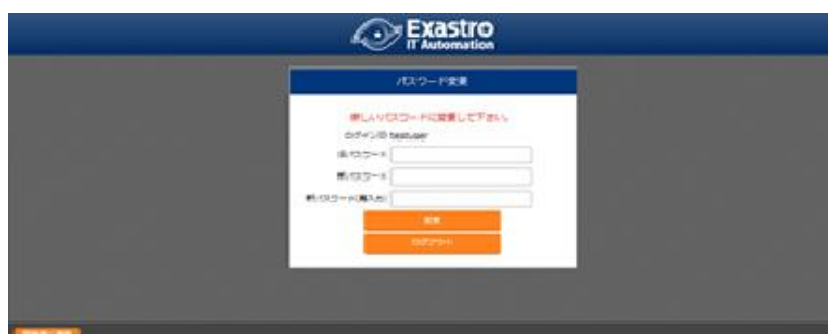 Exastro
IT Automation
パスワード変更
新しいパスワードに変更して下さい。
ログインID testuser
旧パスワード
新パスワード
新パスワード(再入力)
変更
ログアウト